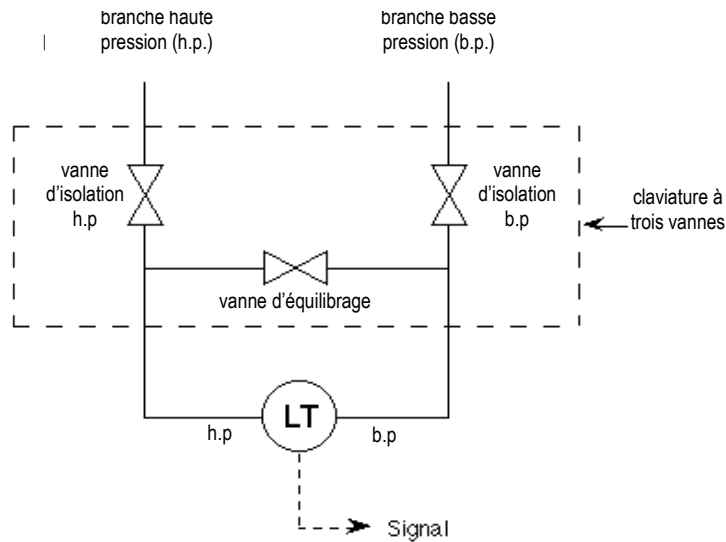 branche haute
pression (h.p.)
branche basse
pression (b.p.)
vanne
d'isolation
h.p
vanne
d'isolation
b.p
claviature à
trois vannes
vanne d'équilibrage
h.p
LT
b.p
Signal